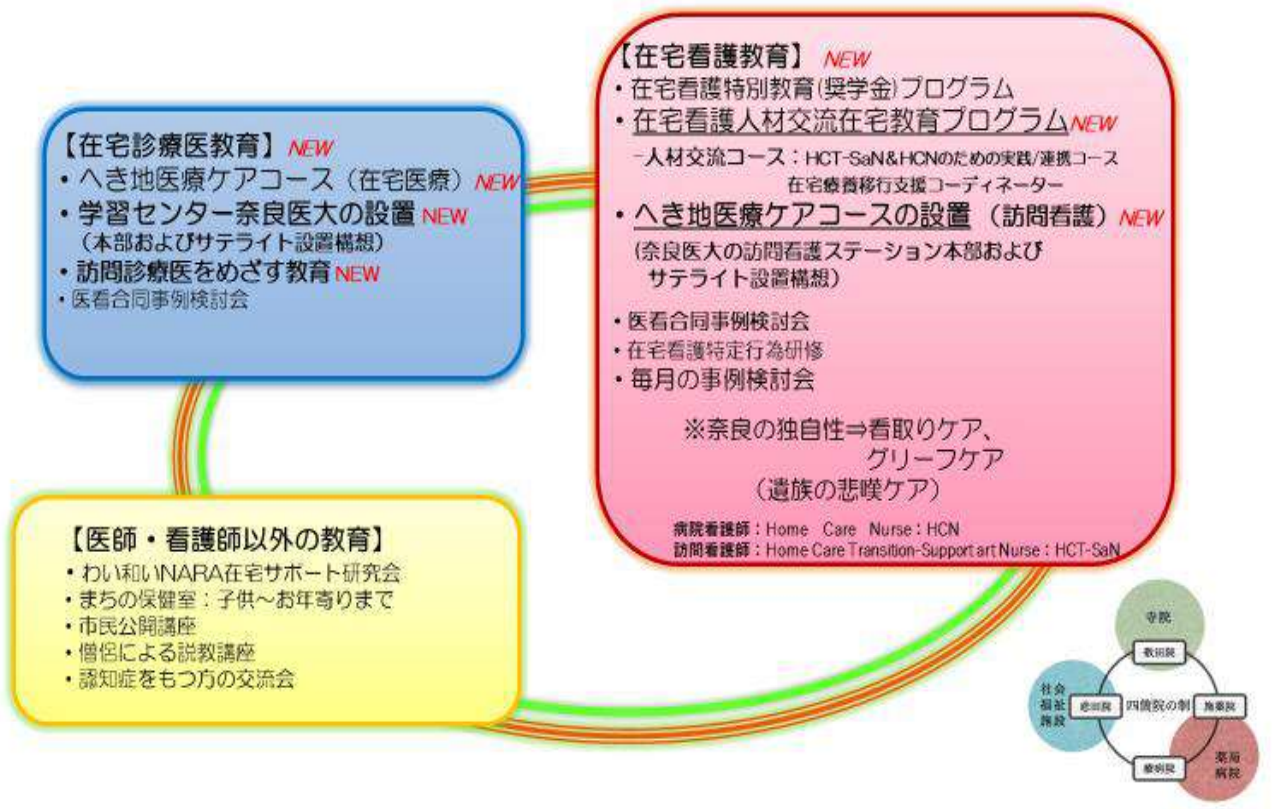 【在宅診療医教育】 NEW
・へき地医療ケアコース（在宅医療）NEW
・学習センター奈良医大の設置 NEW
（本部およびサテライト設置構想）
・訪問診療医をめざす教育 NEW
・医看合同事例検討会
【在宅看護教育】 NEW
・在宅看護特別教育(奨学金)プログラム
・在宅看護人材交流在宅教育プログラムNEW
−人材交流コース：HCT-SaN&HCNのための実践/連携コース
在宅療養移行支援コーディネーター
・へき地医療ケアコースの設置 （訪問看護）NEW
(奈良医大の訪問看護ステーション本部および
サテライト設置構想）
・医看合同事例検討会
・在宅看護特定行為研修
・毎月の事例検討会
※奈良の独自性⇒看取りケア、
グリーフケア
（遺族の悲嘆ケア）
病院看護師：Home Care Nurse：HCN
訪問看護師：Home Care Transition-Support art Nurse：HCT-SaN
【医師・看護師以外の教育】
・わい和いNARA在宅サポート研究会
・まちの保健室：子供～お年寄りまで
・市民公開講座
・僧侶による説教講座
・認知症をもつ方の交流会
寺院
敬田院
社会
福祉
施設
悲田院
四箇院の制
施薬院
療病院
薬局
病院